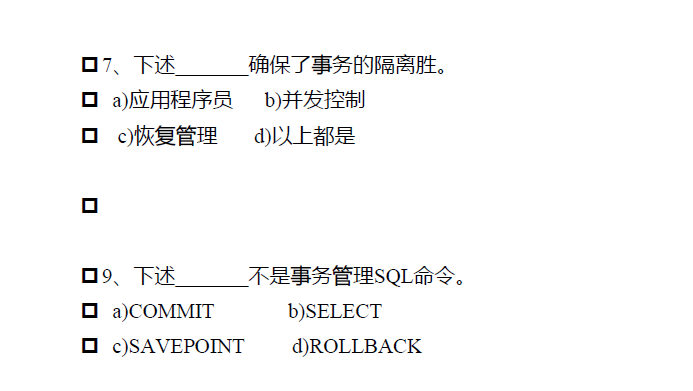 7、下述_______确保了事务的隔离胜。
a)应用程序员 b)并发控制
c)恢复管理 d)以上都是
9、下述_______不是事务管理SQL命令。
a)COMMIT b)SELECT
c)SAVEPOINT d)ROLLBACK